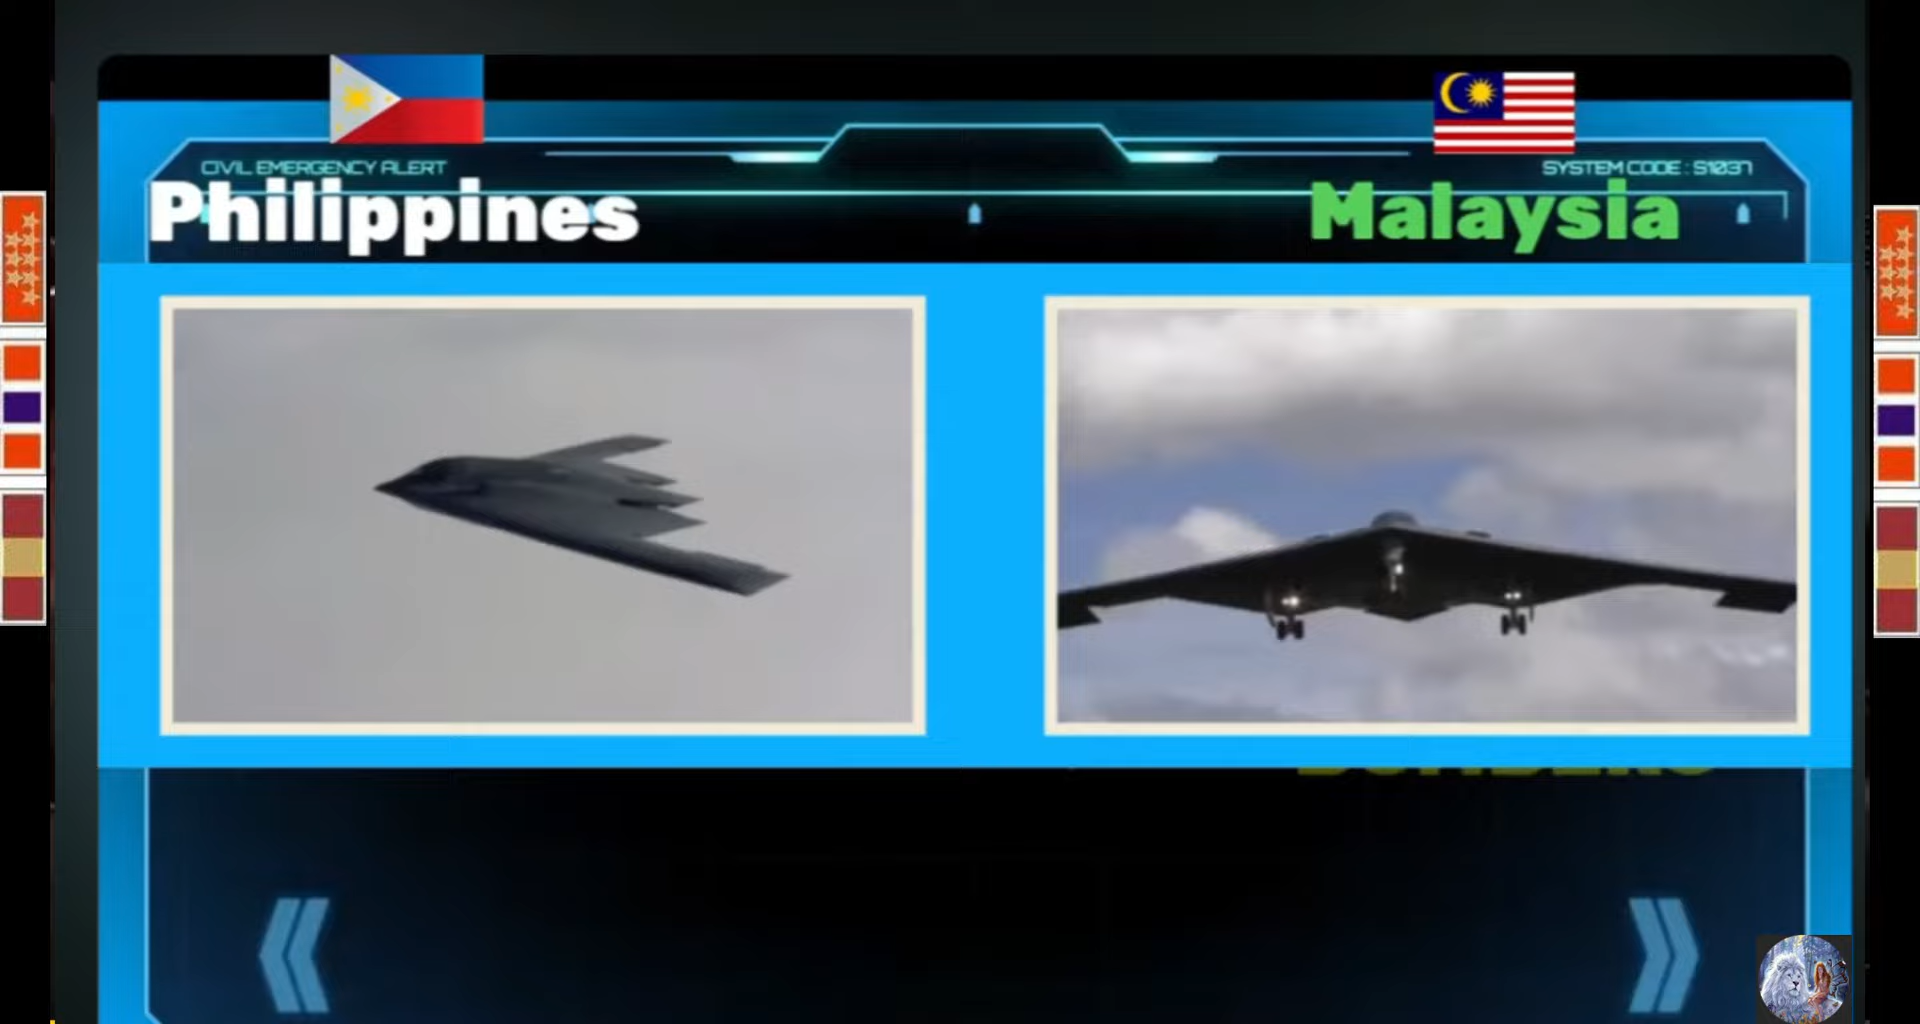 CIVIL EMERGENCY ALERT
SYSTEM CODE : S1037
Philippines
Malaysia